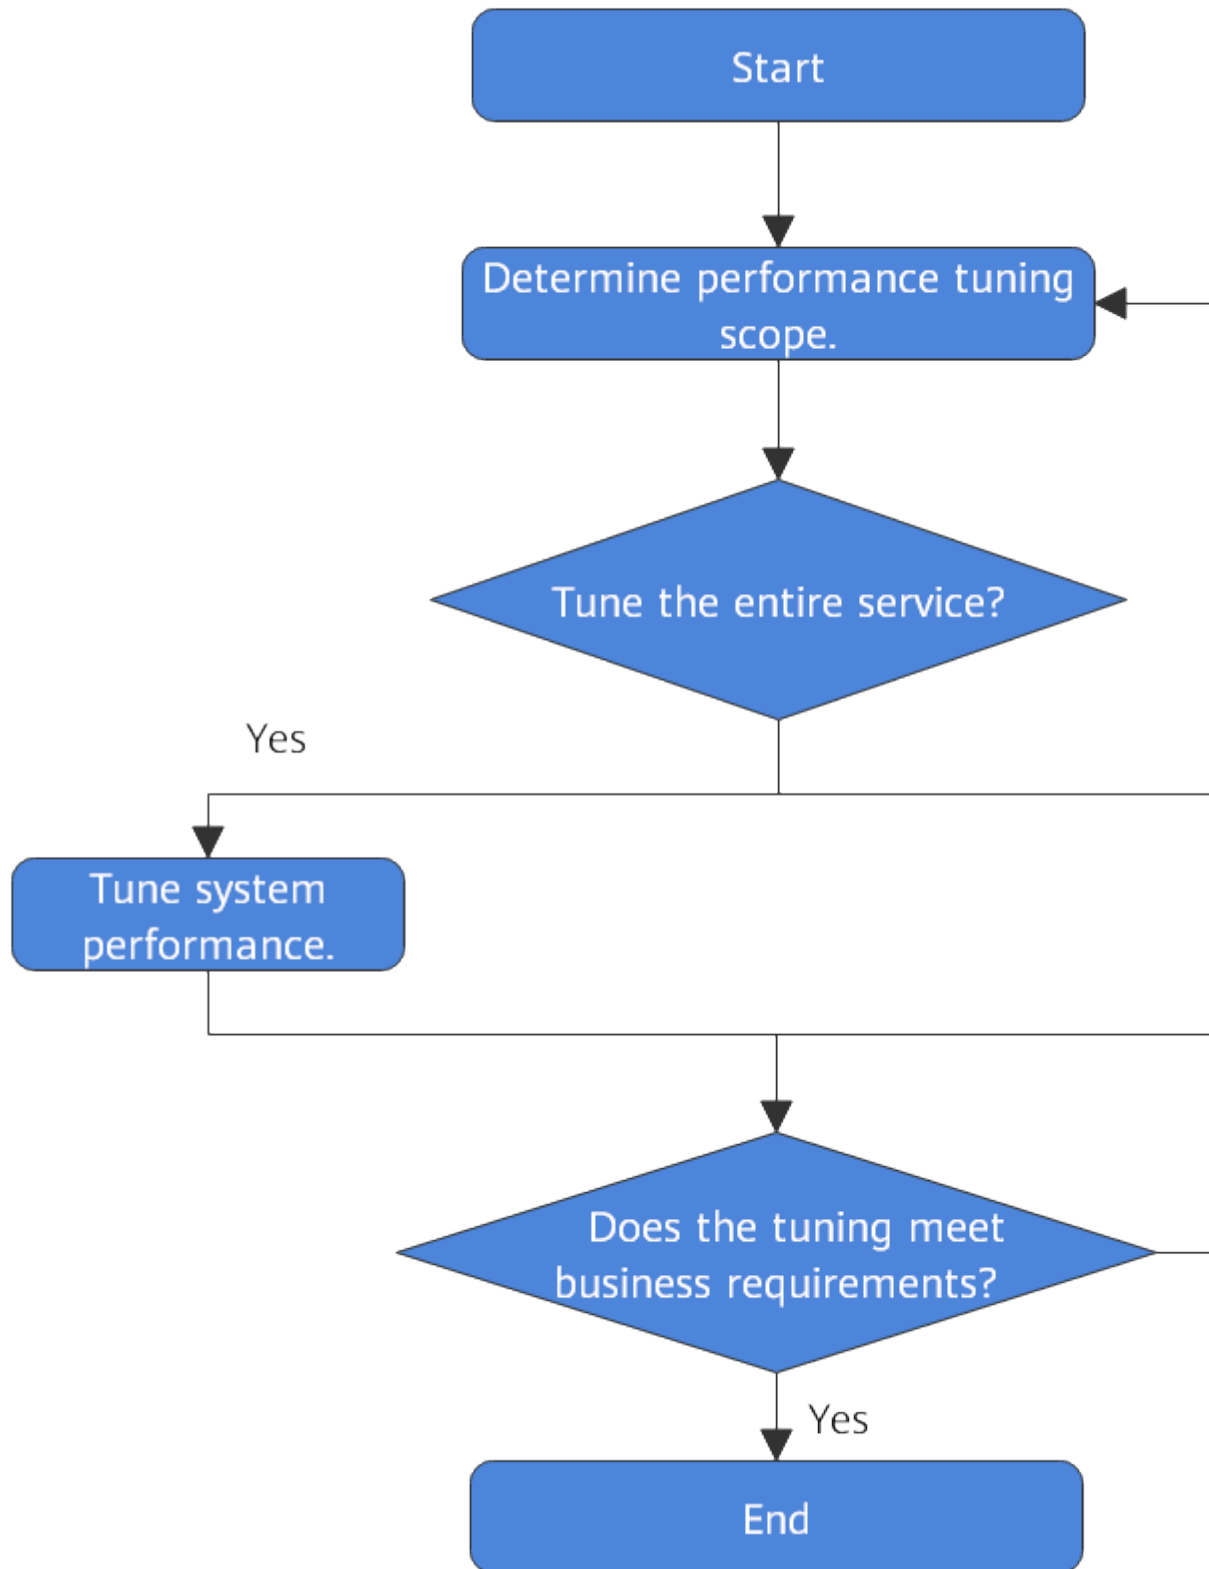 Start
Determine performance tuning
scope.
Tune the entire service?
Yes
Tune system
performance.
Does the tuning meet
business requirements?
Yes
End